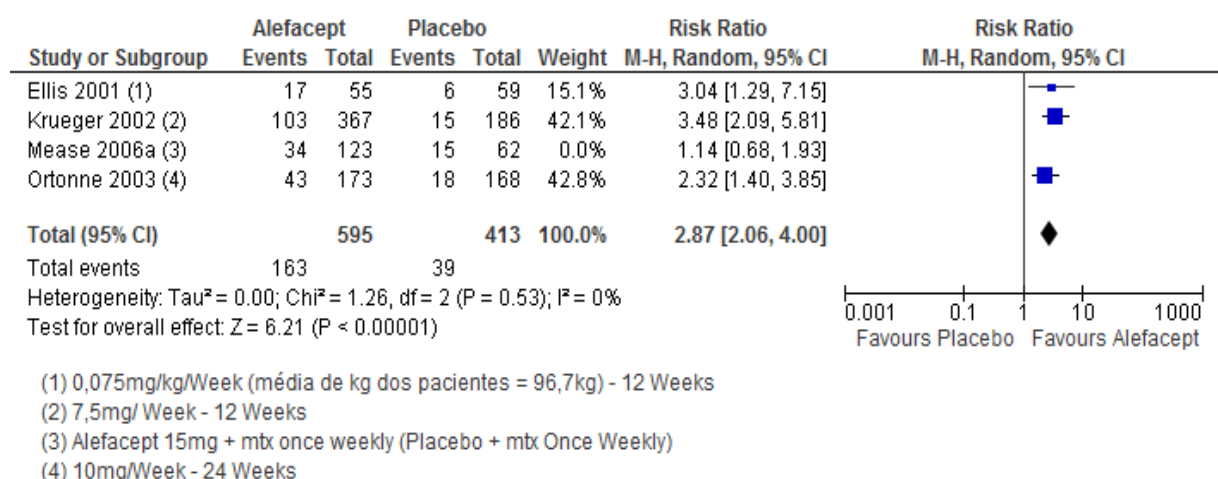 Alefacept Placebo Risk Ratio Risk Ratio
Study or Subgroup Events Total Events Total Weight M-H, Random, 95% CI M-H, Random, 95% CI
Ellis 2001 (1) 17 55 6 59 15.1% 3.04 [1.29, 7.15]
Krueger 2002 (2) 103 367 15 186 42.1% 3.48 [2.09, 5.81]
Mease 2006a (3) 34 123 15 62 0.0% 1.14 [0.68, 1.93]
Ortonne 2003 (4) 43 173 18 168 42.8% 2.32 [1.40, 3.85]
Total (95% CI) 595 413 100.0% 2.87 [2.06, 4.00]
Total events 163 39
Heterogeneity: Tau² = 0.00; Chi² = 1.26, df = 2 (P = 0.53); I² = 0%
Test for overall effect: Z = 6.21 (P < 0.00001)
0.001 0.1 1 10 1000
Favours Placebo Favours Alefacept
(1) 0,075mg/kg/Week (média de kg dos pacientes = 96,7kg) - 12 Weeks
(2) 7,5mg/ Week - 12 Weeks
(3) Alefacept 15mg + mtx once weekly (Placebo + mtx Once Weekly)
(4) 10mg/Week - 24 Weeks